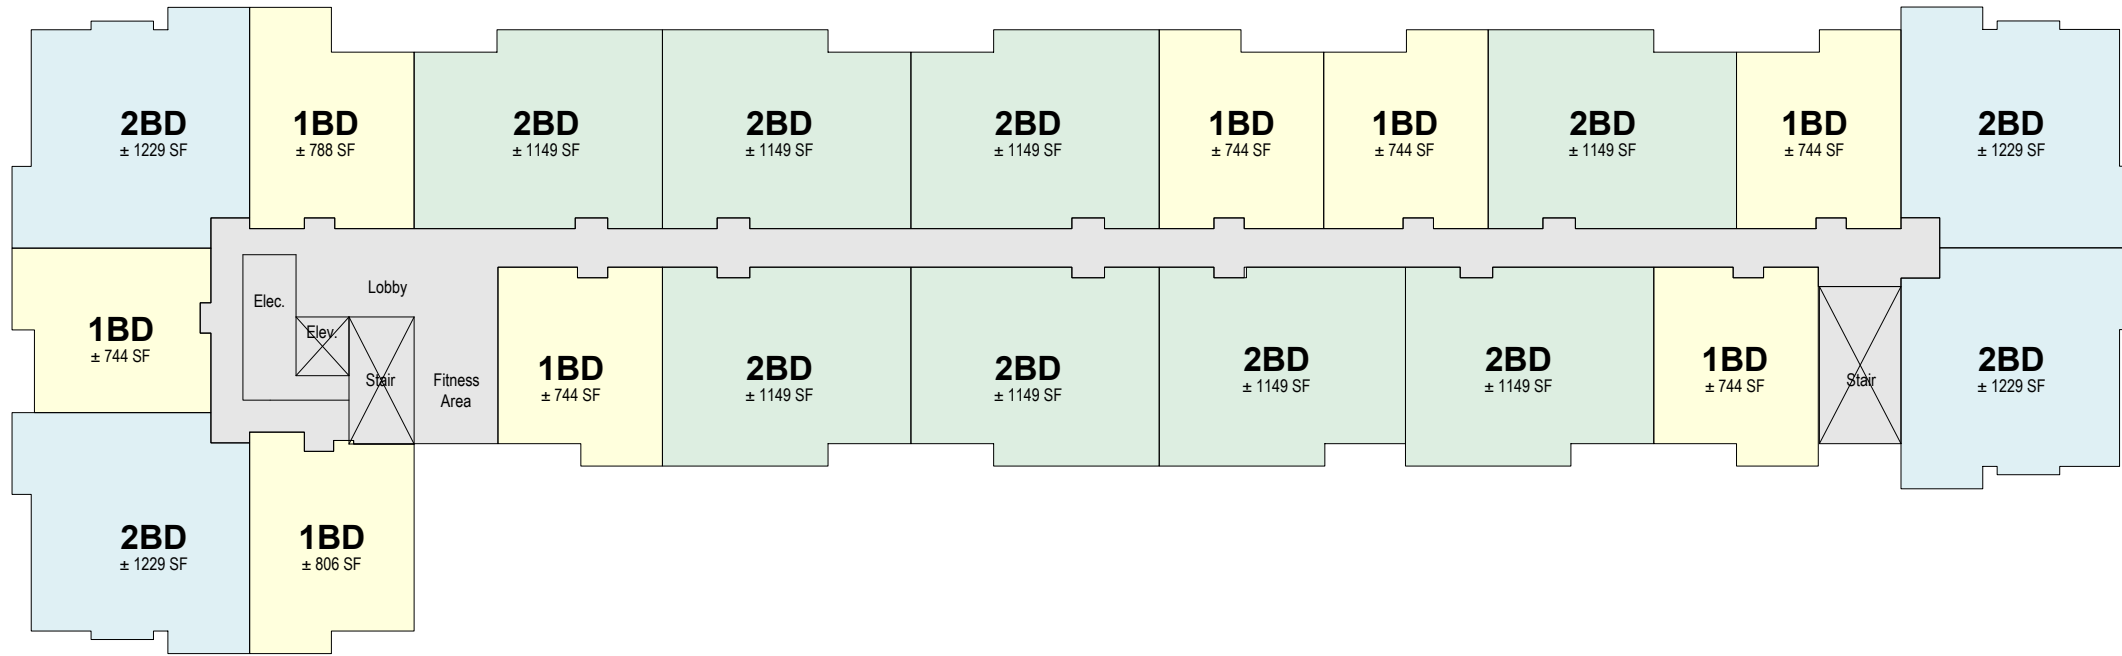 2BD
± 1229 SF
1BD
± 788 SF
2BD
± 1149 SF
2BD
± 1149 SF
2BD
± 1149 SF
1BD
± 744 SF
1BD
± 744 SF
2BD
± 1149 SF
1BD
± 744 SF
2BD
± 1229 SF
1BD
± 744 SF
Elec.
Elev.
Lobby
Stair
Fitness
Area
1BD
± 744 SF
2BD
± 1149 SF
2BD
± 1149 SF
2BD
± 1149 SF
2BD
± 1149 SF
1BD
± 744 SF
Stair
2BD
± 1229 SF
2BD
± 1229 SF
1BD
± 806 SF